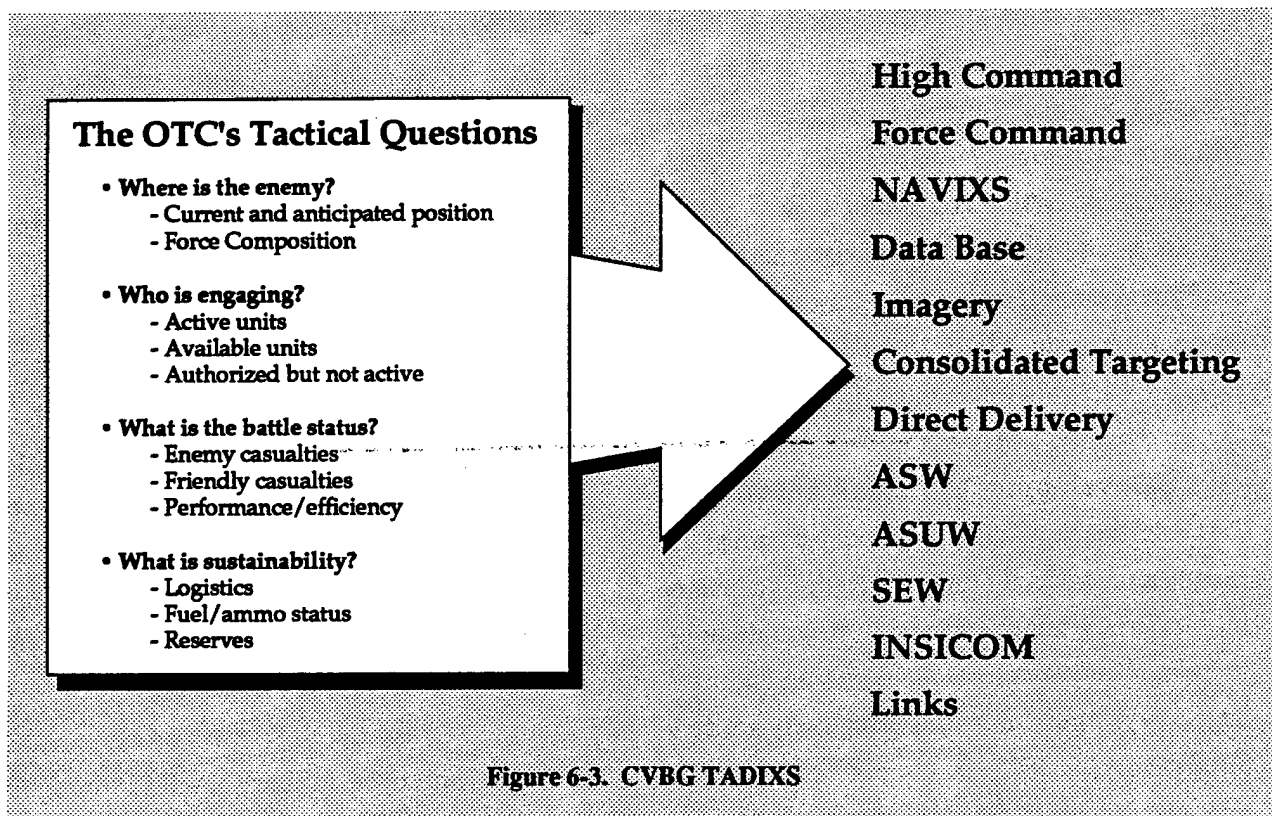 The OTC's Tactical Questions
• Where is the enemy?
- Current and anticipated position
- Force Composition
• Who is engaging?
- Active units
- Available units
- Authorized but not active
• What is the battle status?
- Enemy casualties
- Friendly casualties
- Performance/efficiency
• What is sustainability?
- Logistics
- Fuel/ammo status
- Reserves
High Command
Force Command
NAVIXS
Data Base
Imagery
Consolidated Targeting
Direct Delivery
ASW
ASUW
SEW
INSICOM
Links
Figure 6-3. CVBG TADIXS